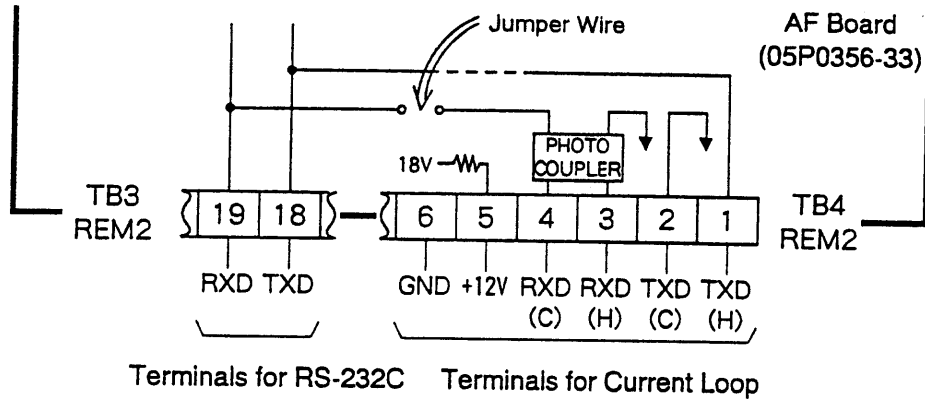 Jumper Wire
AF Board
(05P0356-33)
PHOTO
COUPLER
18V
TB3
REM2
19 18
6 5 4 3 2 1
TB4
REM2
RXD TXD
GND +12V RXD RXD TXD TXD
(C) (H) (C) (H)
Terminals for RS-232C
Terminals for Current Loop